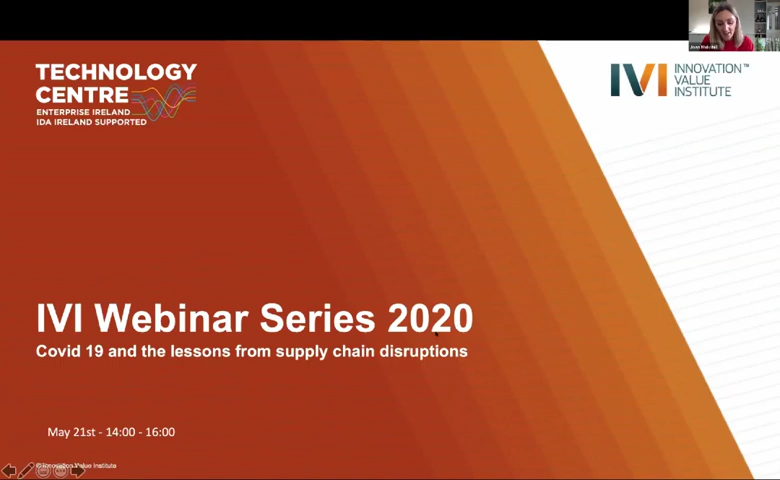 TECHNOLOGY
CENTRE
ENTERPRISE IRELAND
IDA IRELAND SUPPORTED
IVI INNOVATION™
VALUE
INSTITUTE
IVI Webinar Series 2020
Covid 19 and the lessons from supply chain disruptions
May 21st - 14:00 - 16:00
Value Institute